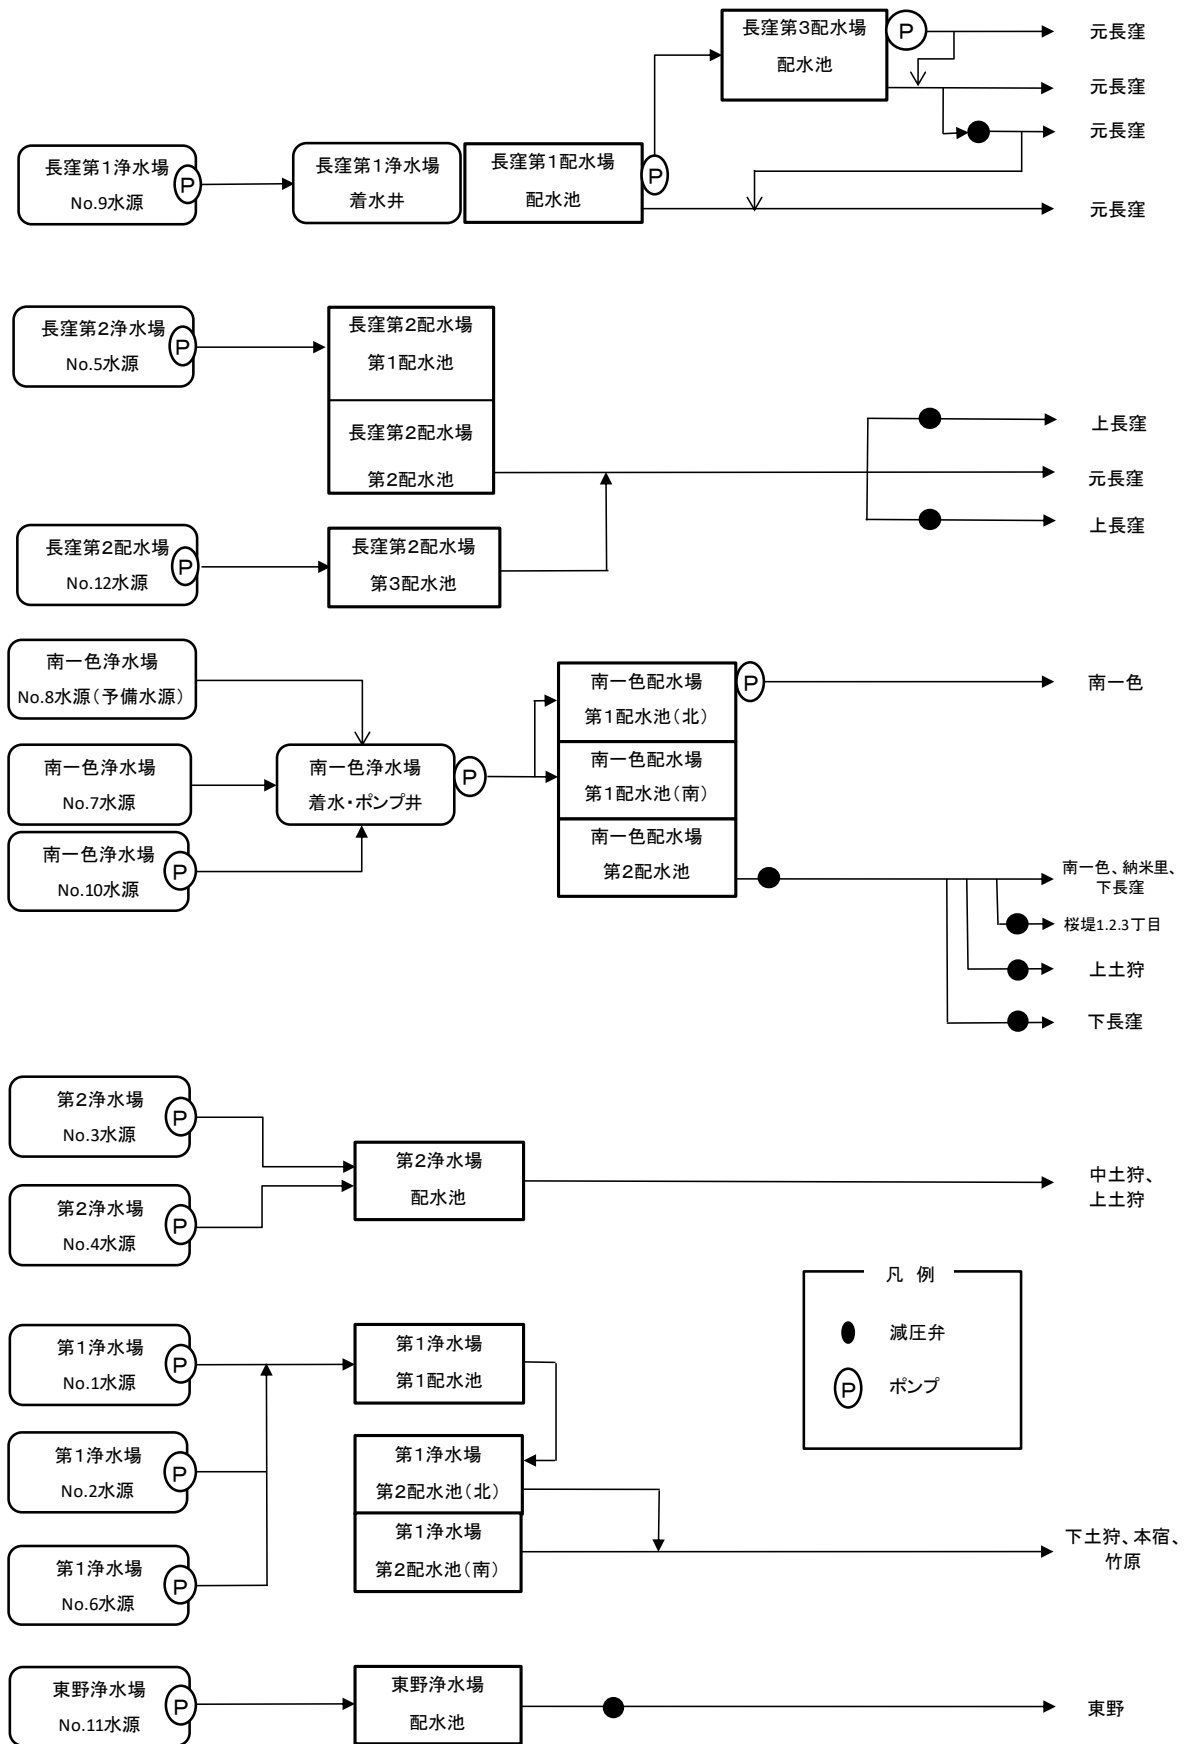 長窪第3配水場
配水池
P
元長窪
元長窪
元長窪
長窪第1浄水場
No.9水源
P
長窪第1浄水場
着水井
長窪第1配水場
配水池
P
元長窪
長窪第2浄水場
No.5水源
P
長窪第2配水場
第1配水池
長窪第2配水場
第2配水池
上長窪
元長窪
上長窪
長窪第2配水場
No.12水源
P
長窪第2配水場
第3配水池
南一色浄水場
No.8水源(予備水源)
南一色浄水場
No.7水源
南一色浄水場
No.10水源
P
南一色浄水場
着水・ポンプ井
P
南一色配水場
第1配水池(北)
P
南一色配水場
第1配水池(南)
南一色配水場
第2配水池
南一色
南一色、納米里、
下長窪
桜堤1.2.3丁目
上土狩
下長窪
第2浄水場
No.3水源
P
第2浄水場
No.4水源
P
第2浄水場
配水池
中土狩、
上土狩
凡 例
減圧弁
P
ポンプ
第1浄水場
No.1水源
P
第1浄水場
No.2水源
P
第1浄水場
No.6水源
P
第1浄水場
第1配水池
第1浄水場
第2配水池(北)
第1浄水場
第2配水池(南)
下土狩、本宿、
竹原
東野浄水場
No.11水源
P
東野浄水場
配水池
東野